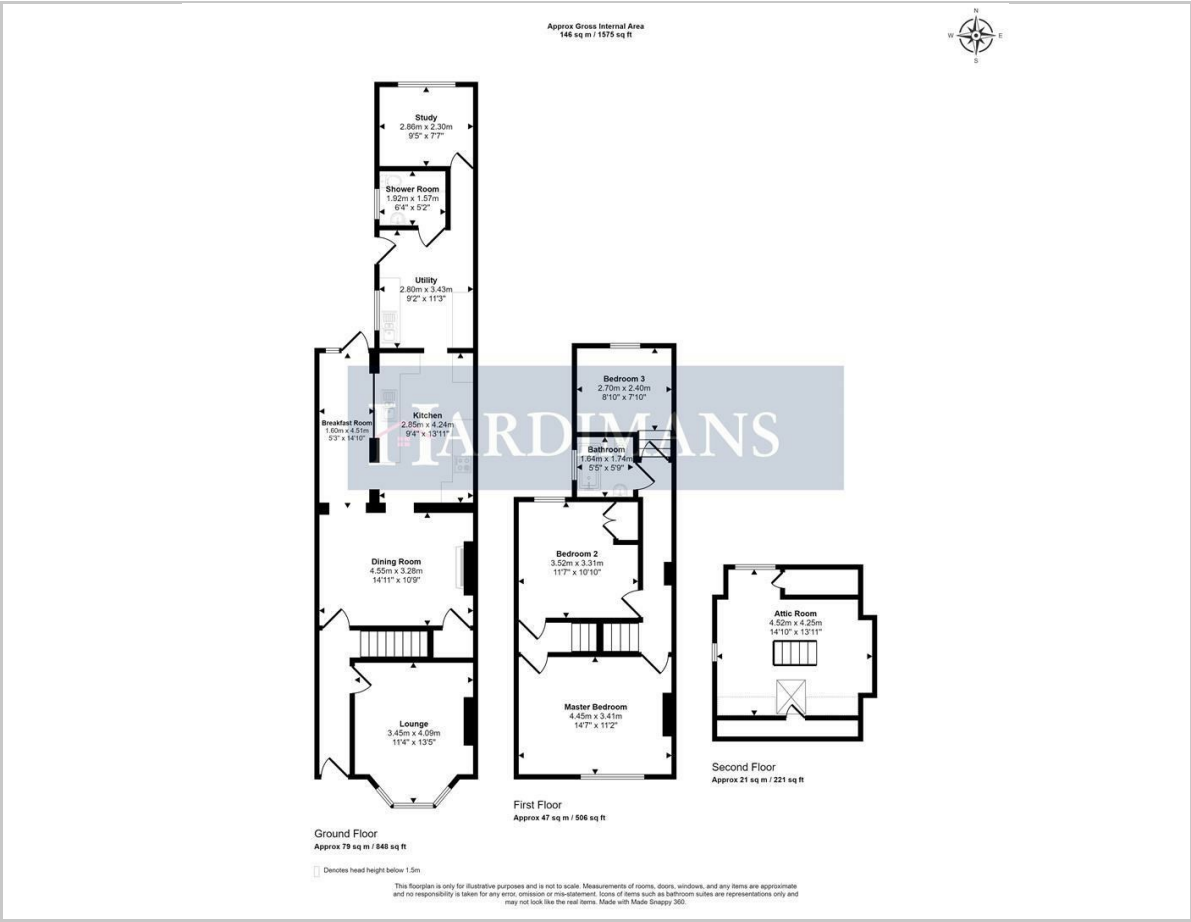 Approx Gross Internal Area
146 sq m / 1575 sq ft
N
W
E
S
Study
2.86m x 2.30m
9'5" x 7'7"
Shower Room
1.92m x 1.57m
6'4" x 5'2"
Utility
2.80m x 3.43m
9'2" x 11'3"
Breakfast Room
1.60m x 4.51m
5'3" x 14'10"
Kitchen
2.85m x 4.24m
9'4" x 13'11"
HARDIMANS
Dining Room
4.55m x 3.28m
14'11" x 10'9"
Lounge
3.45m x 4.09m
11'4" x 13'5"
Ground Floor
Approx 79 sq m / 848 sq ft
Bedroom 3
2.70m x 2.40m
8'10" x 7'10"
Bathroom
1.64m x 1.74m
5'5" x 5'9"
Bedroom 2
3.52m x 3.31m
11'7" x 10'10"
Master Bedroom
4.45m x 3.41m
14'7" x 11'2"
First Floor
Approx 47 sq m / 506 sq ft
Attic Room
4.52m x 4.25m
14'10" x 13'11"
Second Floor
Approx 21 sq m / 221 sq ft
Denotes head height below 1.5m
This floorplan is only for illustrative purposes and is not to scale. Measurements of rooms, doors, windows, and any items are approximate
and no responsibility is taken for any error, omission or mis-statement. Icons of items such as bathroom suites are representations only and
may not look like the real items. Made with Made Snappy 360.